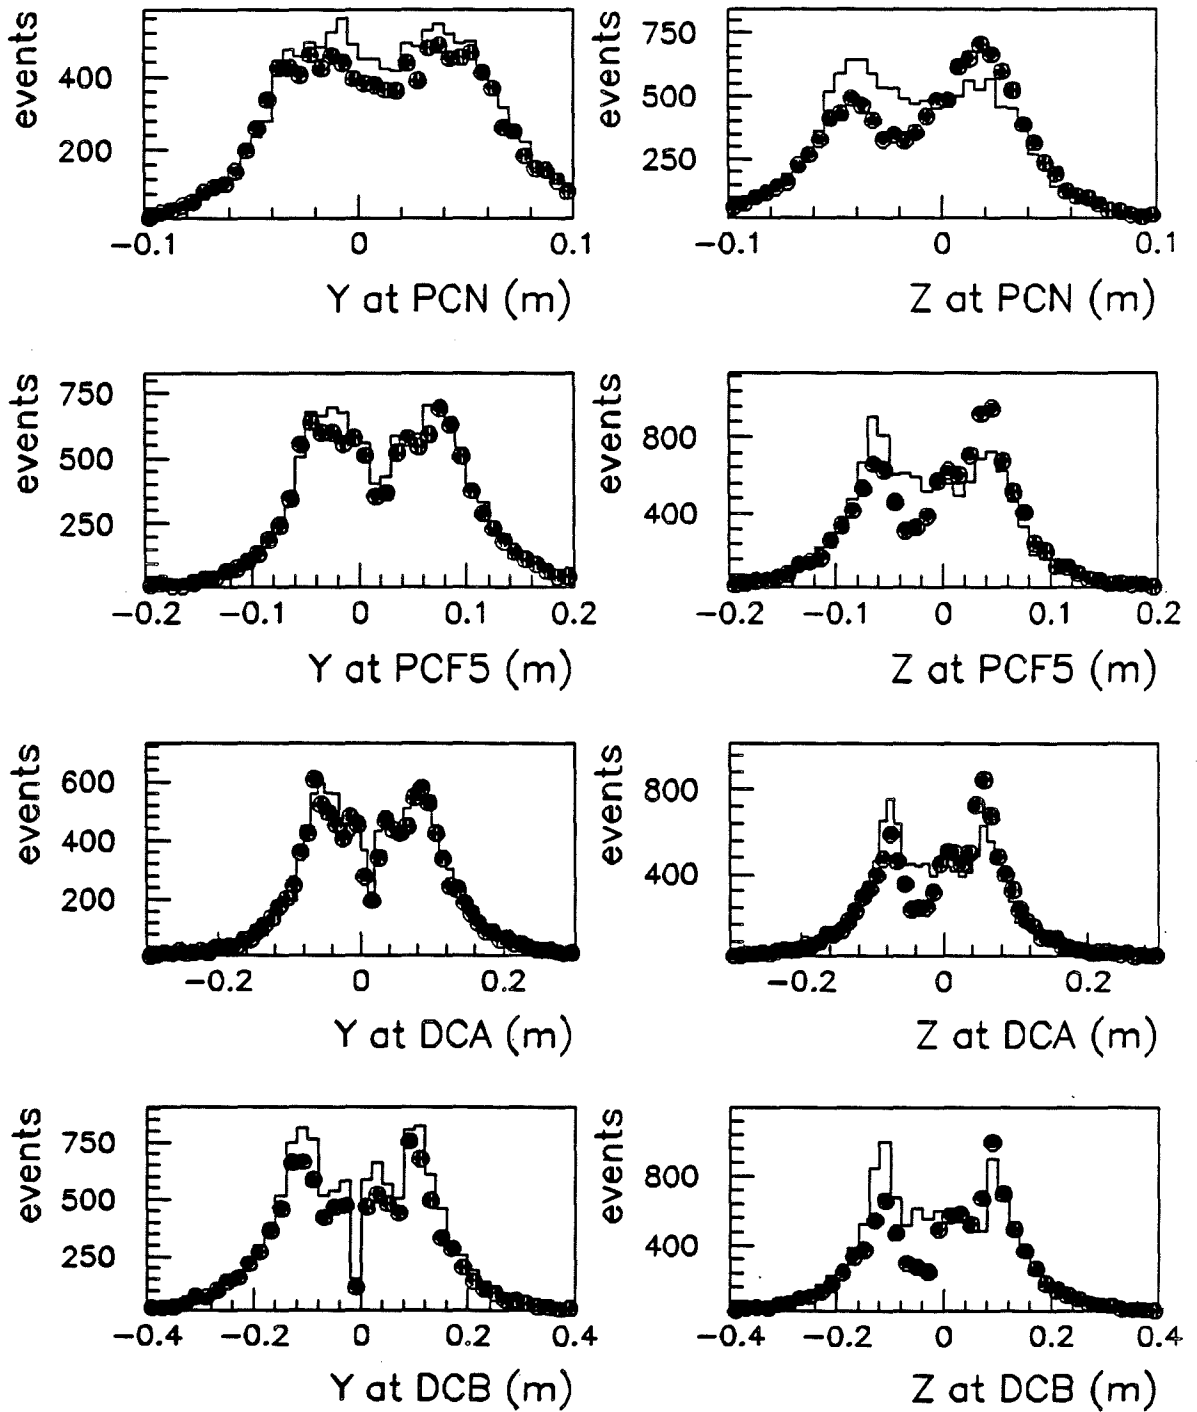 events
400
200
-0.1 0 0.1
Y at PCN (m)
events
750
500
250
-0.1 0 0.1
Z at PCN (m)
events
750
500
250
-0.2 -0.1 0 0.1 0.2
Y at PCF5 (m)
events
800
400
-0.2 -0.1 0 0.1 0.2
Z at PCF5 (m)
events
600
400
200
-0.2 0 0.2
Y at DCA (m)
events
800
400
-0.2 0 0.2
Z at DCA (m)
events
750
500
250
-0.4 -0.2 0 0.2 0.4
Y at DCB (m)
events
800
400
-0.4 -0.2 0 0.2 0.4
Z at DCB (m)